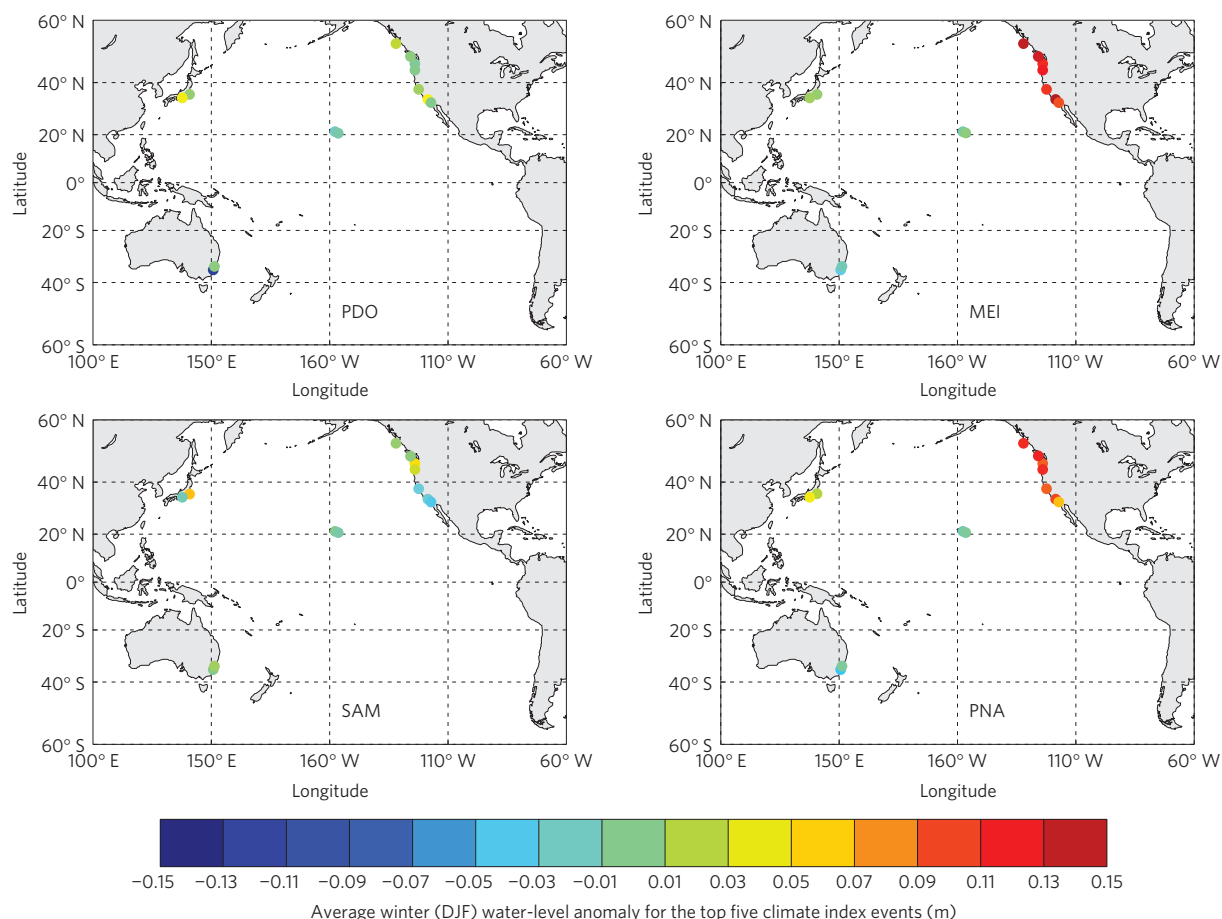 60° N 60° N
40° N 40° N
20° N 20° N
Latitude Latitude
0° 0°
20° S 20° S
40° S 40° S
PDO MEI
60° S 60° S
100° E 150° E 160° W 110° W 60° W 100° E 150° E 160° W 110° W 60° W
Longitude Longitude
60° N 60° N
40° N 40° N
20° N 20° N
Latitude Latitude
0° 0°
20° S 20° S
40° S 40° S
SAM PNA
60° S 60° S
100° E 150° E 160° W 110° W 60° W 100° E 150° E 160° W 110° W 60° W
Longitude Longitude
−0.15 −0.13 −0.11 −0.09 −0.07 −0.05 −0.03 −0.01 0.01 0.03 0.05 0.07 0.09 0.11 0.13 0.15
Average winter (DJF) water-level anomaly for the top five climate index events (m)